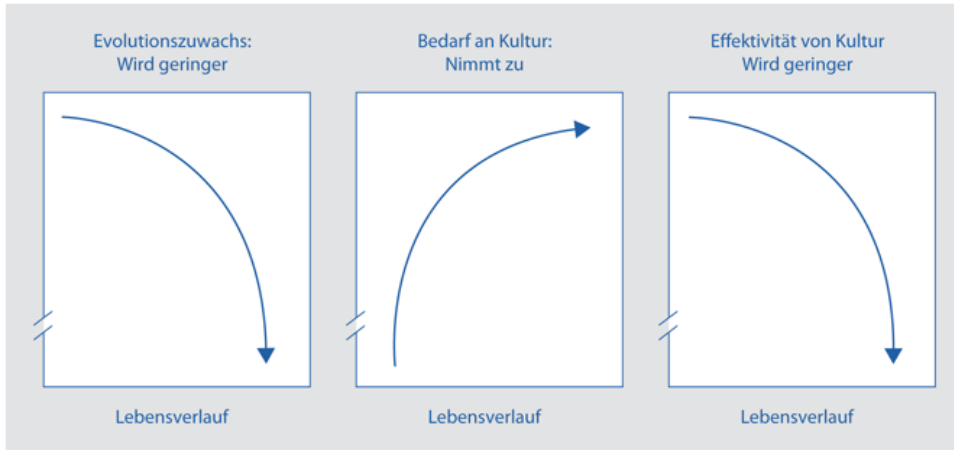 Evolutionszuwachs:
Wird geringer
Bedarf an Kultur:
Nimmt zu
Effektivität von Kultur
Wird geringer
Lebensverlauf
Lebensverlauf
Lebensverlauf